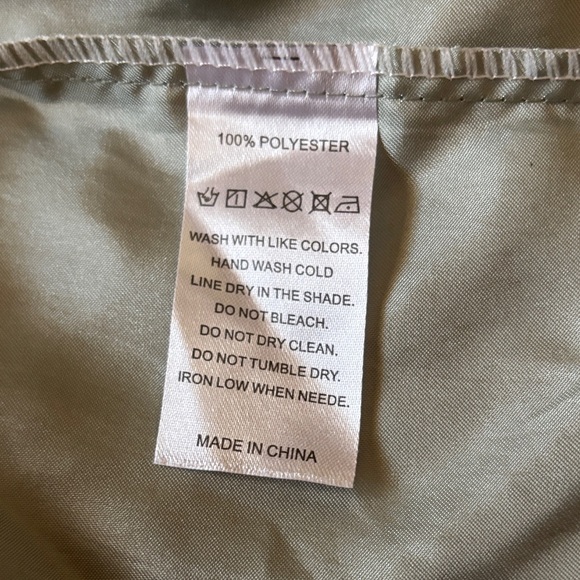 100% POLYESTER
WASH WITH LIKE COLORS.
HAND WASH COLD
LINE DRY IN THE SHADE.
DO NOT BLEACH.
DO NOT DRY CLEAN.
DO NOT TUMBLE DRY.
IRON LOW WHEN NEEDE.
MADE IN CHINA